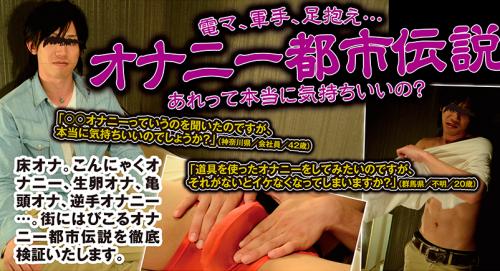 電マ、軍手、足抱え…
オナニー都市伝説
あれって本当に気持ちいいの?
「○○オナニーっていうのを聞いたのですが、
本当に気持ちいいのでしょうか?」(神奈川県/会社員/42歳)
「道具を使ったオナニーをしてみたいのですが、
それがないとイケなくなってしまいますか?」(群馬県/不明/20歳)
床オナ。こんにゃくオ
ナニー、生卵オナ、亀
頭オナ、逆手オナニー
…。街にはびこるオナ
ニー都市伝説を徹底
検証いたします。